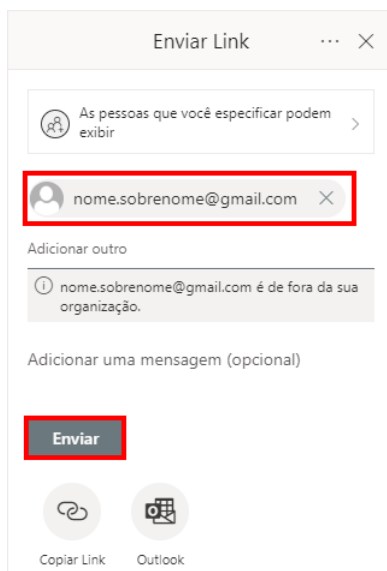 Enviar Link
As pessoas que você especificar podem
exibir
nome.sobrenome@gmail.com
Adicionar outro
nome.sobrenome@gmail.com é de fora da sua
organização.
Adicionar uma mensagem (opcional)
Enviar
Copiar Link Outlook